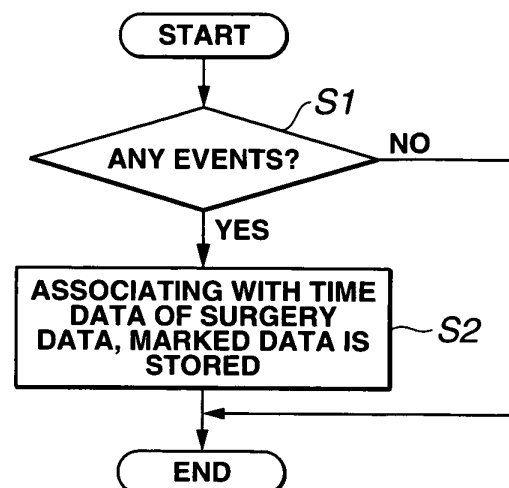 START
S1
ANY EVENTS?
NO
YES
ASSOCIATING WITH TIME
DATA OF SURGERY
DATA, MARKED DATA IS
STORED
S2
END